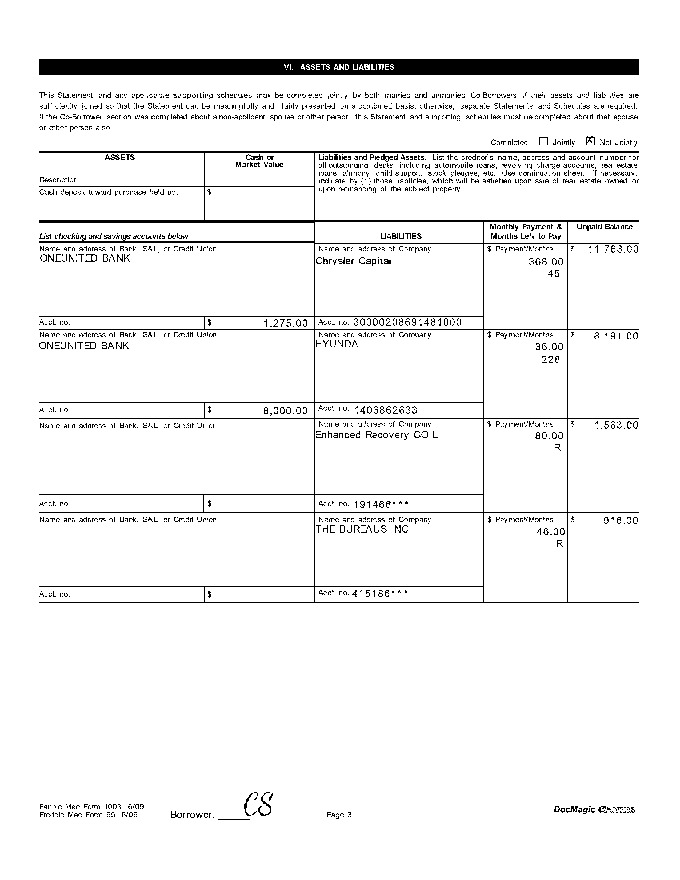 VI. ASSETS AND LIABILITIES
This Statement and any applicable supporting schedules may be completed jointly by both married and unmarried Co-Borrowers if their assets and liabilities are
sufficiently joined so that the Statement can be meaningfully and fairly presented on a combined basis; otherwise, separate Statements and Schedules are required.
If the Co-Borrower section was completed about a non-applicant spouse or other person, this Statement and supporting schedules must be completed about that spouse
or other person also.
Completed Jointly X Not Jointly
ASSETS
Cash or
Market Value
Description
Cash deposit toward purchase held by: $
Liabilities and Pledged Assets. List the creditor's name, address and account number for
all outstanding debts, including automobile loans, revolving charge accounts, real estate
loans, alimony, child support, stock pledges, etc. Use continuation sheet, if necessary.
Indicate by (*) those liabilities, which will be satisfied upon sale of real estate owned or
upon refinancing of the subject property.
List checking and savings accounts below
LIABILITIES
Monthly Payment &
Months Left to Pay
Unpaid Balance
Name and address of Bank, S&L, or Credit Union
ONEUNITED BANK
Acct. no. $ 1,275.00
Name and address of Company
Chrysler Capital
Acct. no. 30000208691481000
$ Payment/Months
368.00
45
$ 11,763.00
Name and address of Bank, S&L, or Credit Union
ONEUNITED BANK
Acct. no. $ 8,000.00
Name and address of Company
HYUNDA
Acct. no. 1403862633
$ Payment/Months
36.00
228
$ 8,191.00
Name and address of Bank, S&L, or Credit Union
Acct. no. $
Name and address of Company
Enhanced Recovery CO L
Acct. no. 191466***
$ Payment/Months
80.00
R
$ 1,583.00
Name and address of Bank, S&L, or Credit Union
Acct. no. $
Name and address of Company
THE BUREAUS INC
Acct. no. 415186***
$ Payment/Months
46.00
R
$ 916.00
Fannie Mae Form 1003 6/09
Freddie Mac Form 65 6/09
Borrower: CS
Page 3
DocMagic